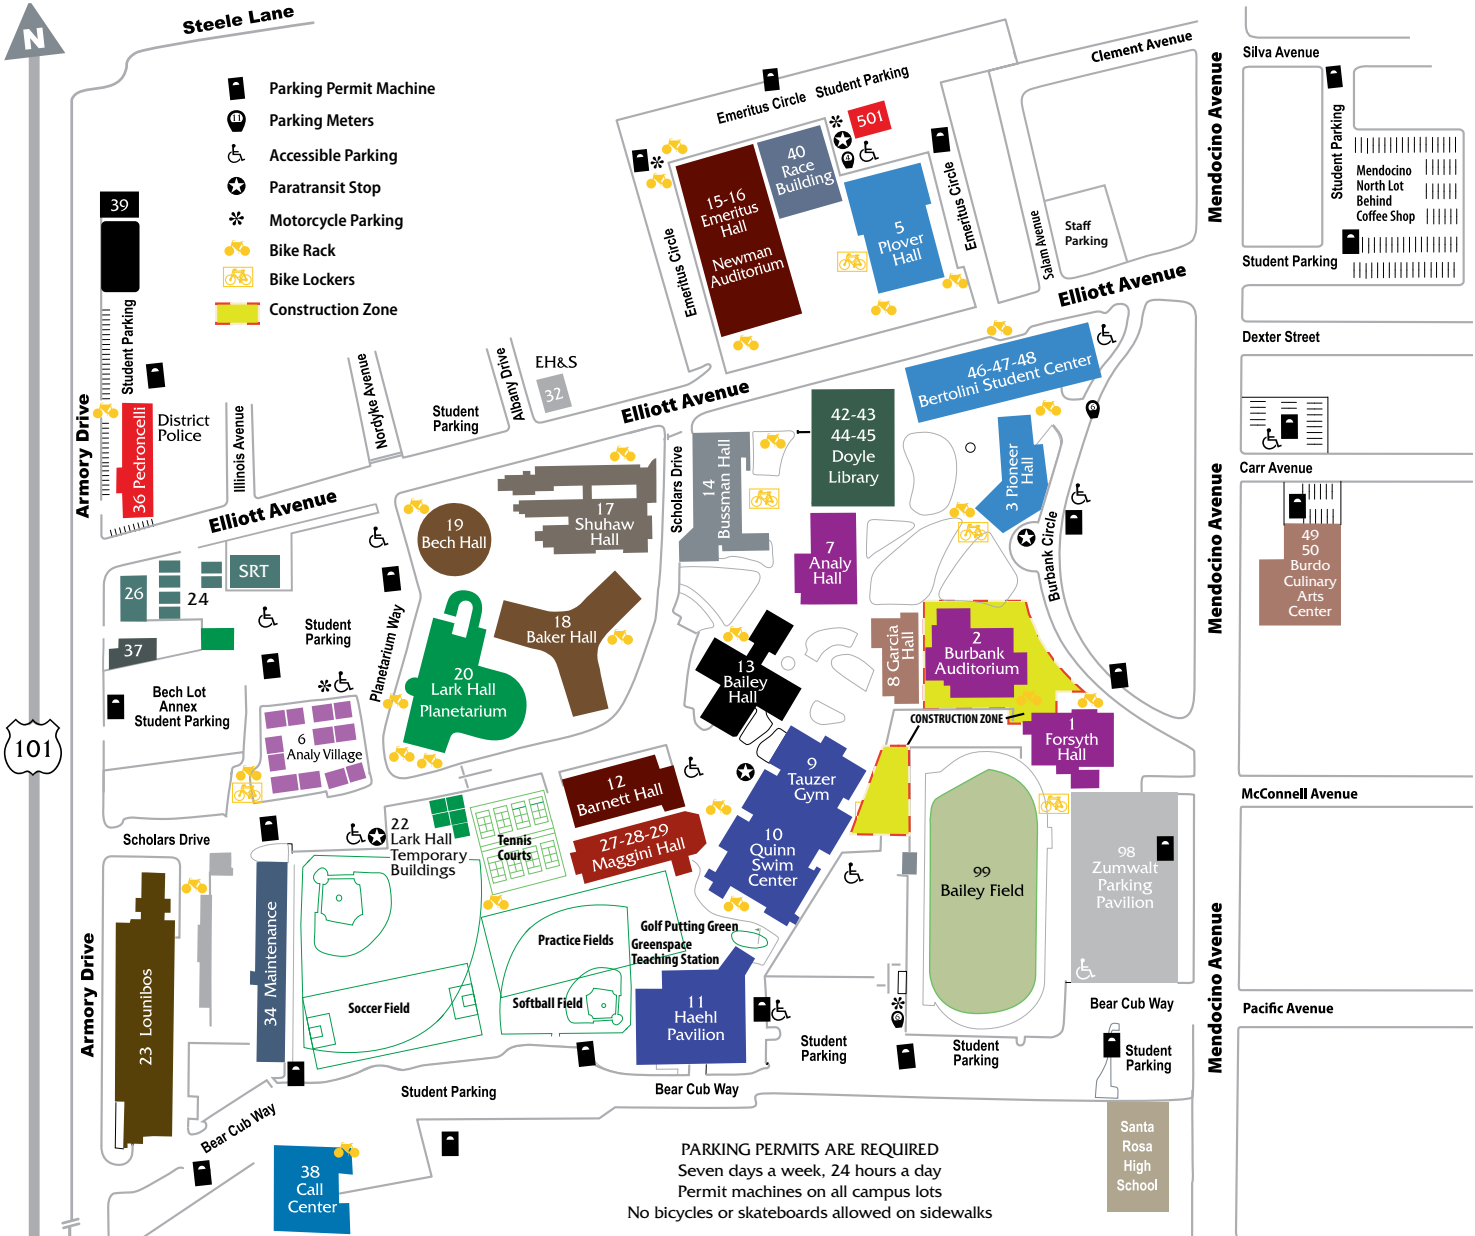 N
Steele Lane
Parking Permit Machine
11
Parking Meters
Accessible Parking
Paratransit Stop
Motorcycle Parking
Bike Rack
Bike Lockers
Construction Zone
Emeritus Circle
Student Parking
Clement Avenue
Mendocino Avenue
Silva Avenue
Student Parking
Mendocino
North Lot
Behind
Coffee Shop
Student Parking
501
4
40
Race
Building
15-16
Emeritus
Hall
Newman
Auditorium
5
Plover
Hall
Emeritus Circle
Emeritus Circle
Salam Avenue
Staff
Parking
Elliott Avenue
Dexter Street
39
Student Parking
Armory Drive
36 Pedroncelli
District
Police
Illinois Avenue
Nordyke Avenue
Student
Parking
Albany Drive
EH&S
32
Elliott Avenue
Elliott Avenue
46-47-48
Bertolini Student Center
42-43
44-45
Doyle
Library
3 Pioneer
Hall
Carr Avenue
Mendocino Avenue
49
50
Burdo
Culinary
Arts
Center
Scholars Drive
14
Bussman Hall
17
Shuhaw
Hall
19
Bech Hall
7
Analy
Hall
Burbank Circle
SRT
26
24
37
Student
Parking
Planetarium Way
18
Baker Hall
20
Lark Hall
Planetarium
13
Bailey
Hall
8 Garcia
Hall
2
Burbank
Auditorium
CONSTRUCTION ZONE
1
Forsyth
Hall
Bech Lot
Annex
Student Parking
6
Analy Village
101
9
Tauzer
Gym
12
Barnett Hall
27-28-29
Maggini Hall
10
Quinn
Swim
Center
McConnell Avenue
Scholars Drive
22
Lark Hall
Temporary
Buildings
Tennis
Courts
99
Bailey Field
98
Zumwalt
Parking
Pavilion
34 Maintenance
Armory Drive
23 Lounibos
Practice Fields
Golf Putting Green
Greenspace
Teaching Station
Soccer Field
Softball Field
11
Haehl
Pavilion
Mendocino Avenue
Bear Cub Way
Pacific Avenue
Student
Parking
Student
Parking
Student
Parking
Student Parking
Bear Cub Way
Bear Cub Way
38
Call
Center
Santa
Rosa
High
School
PARKING PERMITS ARE REQUIRED
Seven days a week, 24 hours a day
Permit machines on all campus lots
No bicycles or skateboards allowed on sidewalks